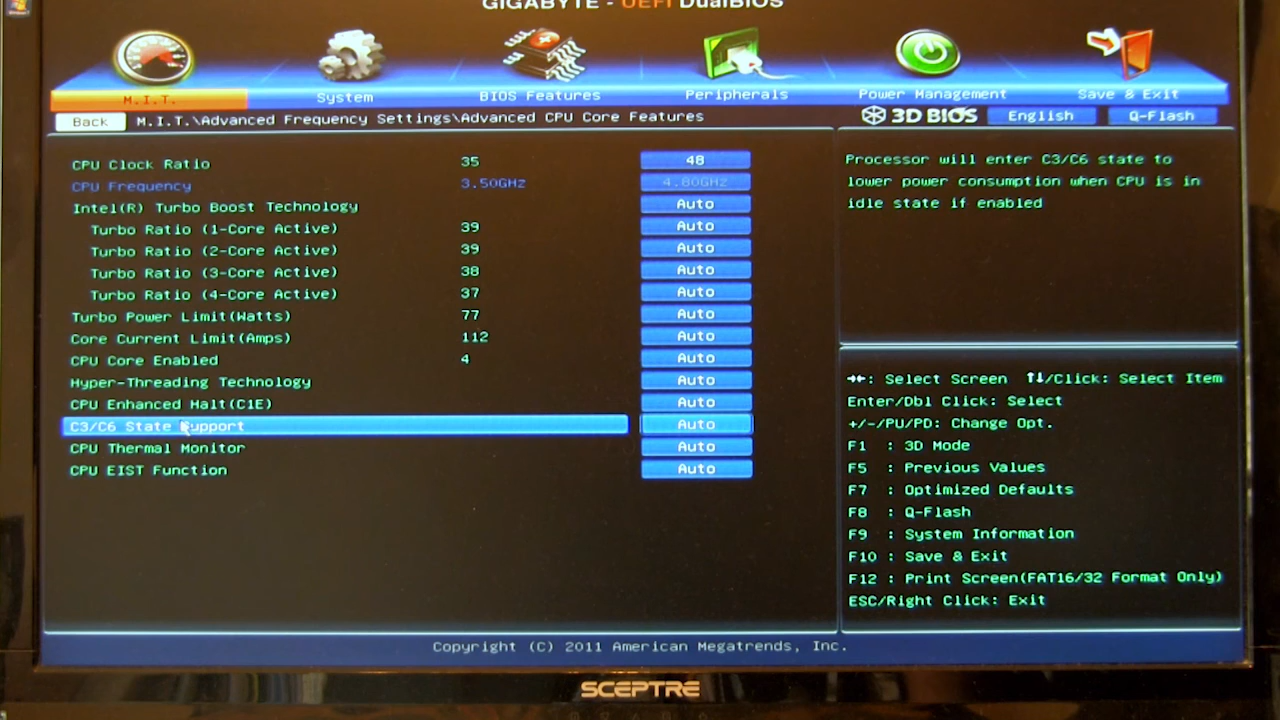 GIGABYTE - UEFI DualBIOS
M.I.T.
System
BIOS Features
Peripherals
Power Management
Save & Exit
Back
M.I.T.\Advanced Frequency Settings\Advanced CPU Core Features
3D BIOS
English
Q-Flash
CPU Clock Ratio 35 48
CPU Frequency 3.50GHz 4.80GHz
Intel(R) Turbo Boost Technology Auto
Turbo Ratio (1-Core Active) 39 Auto
Turbo Ratio (2-Core Active) 39 Auto
Turbo Ratio (3-Core Active) 38 Auto
Turbo Ratio (4-Core Active) 37 Auto
Turbo Power Limit(Watts) 77 Auto
Core Current Limit(Amps) 112 Auto
CPU Core Enabled 4 Auto
Hyper-Threading Technology Auto
CPU Enhanced Halt(C1E) Auto
C3/C6 State Support Auto
CPU Thermal Monitor Auto
CPU EIST Function Auto
Processor will enter C3/C6 state to
lower power consumption when CPU is in
idle state if enabled
→←: Select Screen ↑↓/Click: Select Item
Enter/Dbl Click: Select
+/-/PU/PD: Change Opt.
F1 : 3D Mode
F5 : Previous Values
F7 : Optimized Defaults
F8 : Q-Flash
F9 : System Information
F10 : Save & Exit
F12 : Print Screen(FAT16/32 Format Only)
ESC/Right Click: Exit
Copyright (C) 2011 American Megatrends, Inc.
SCEPTRE